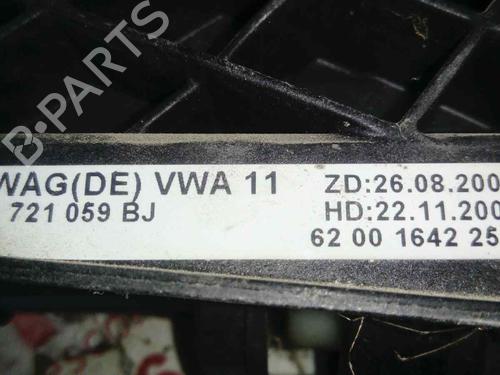 B-PARTS
WAG(DE) VWA 11 ZD:26.08.200
721 059 BJ HD:22.11.200
62 00 1642 25